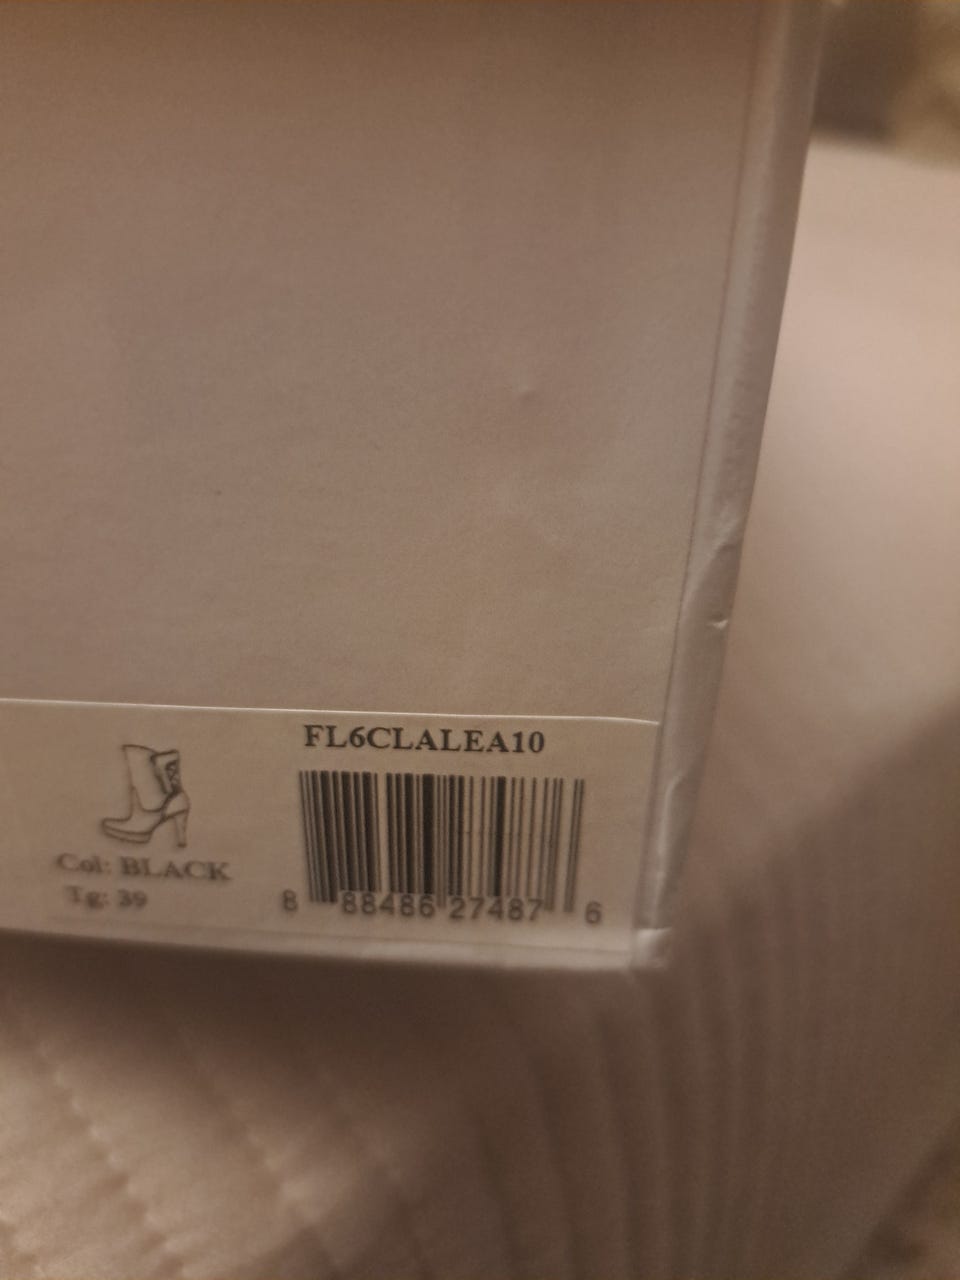 FL6CLALEA10
Col: BLACK
Tg: 39
8 88486 27487 6